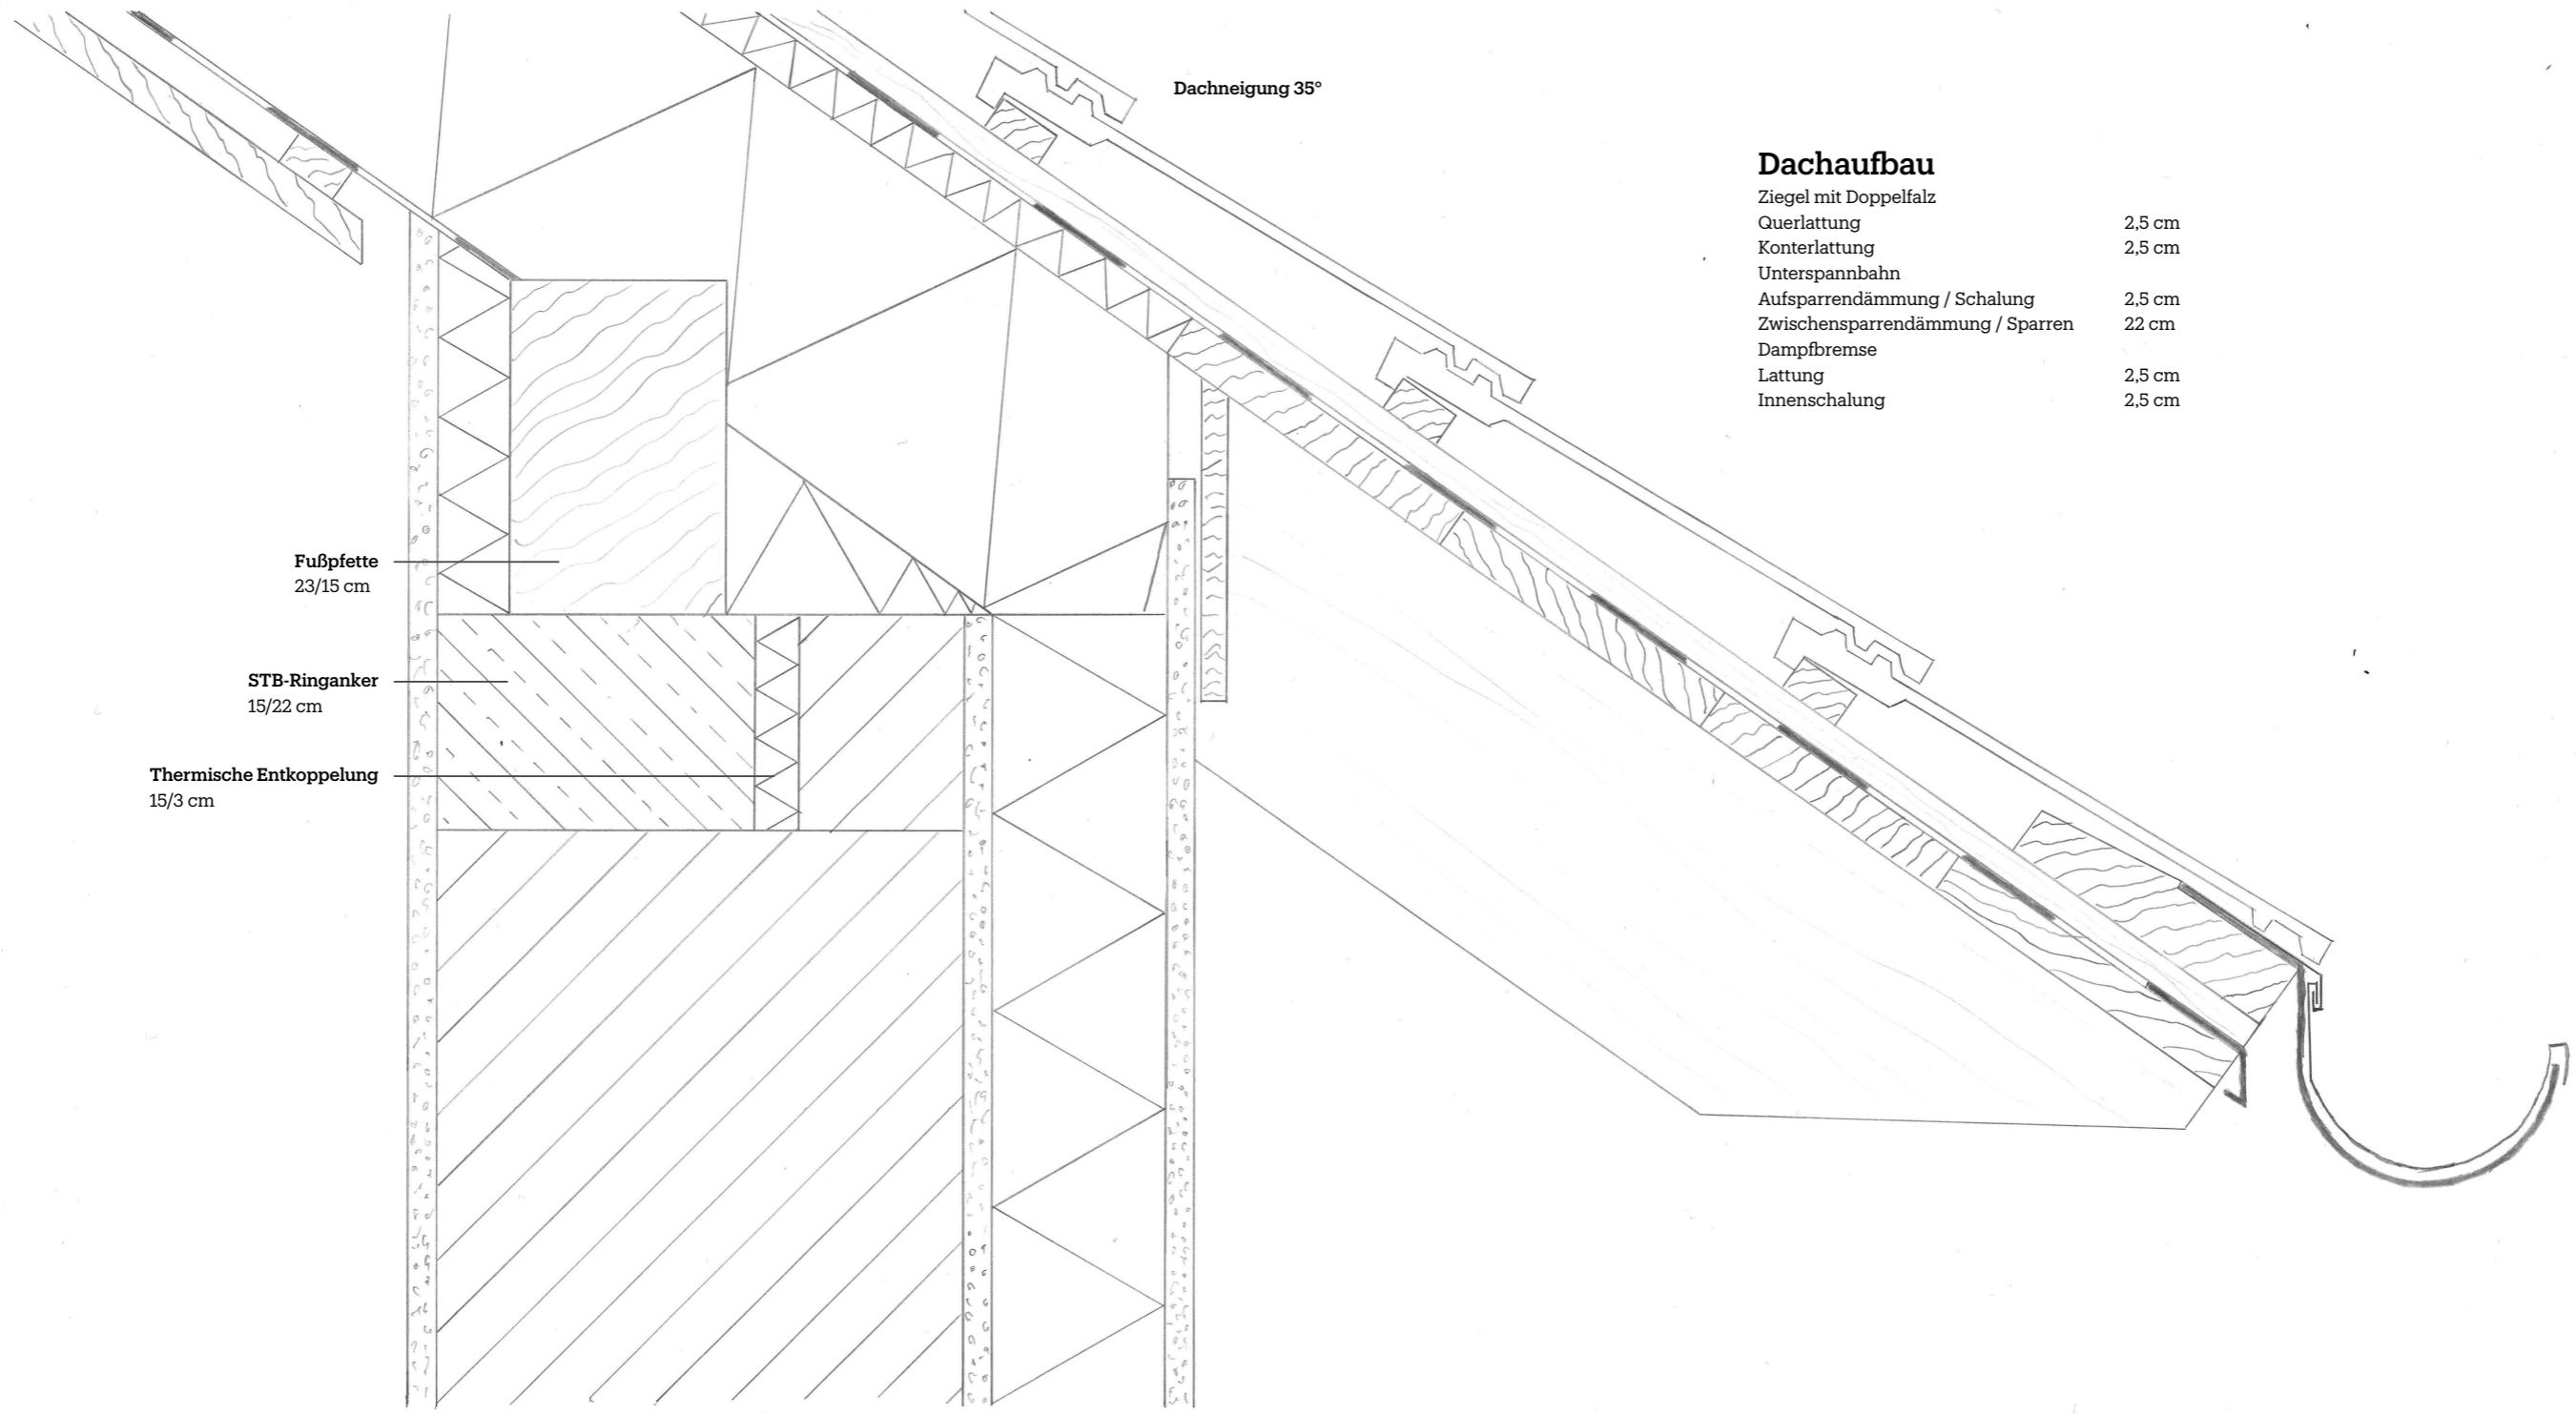 Dachneigung 35°
Dachaufbau
Ziegel mit Doppelfalz
Querlattung 2,5 cm
Konterlattung 2,5 cm
Unterspannbahn
Aufsparrendämmung / Schalung 2,5 cm
Zwischensparrendämmung / Sparren 22 cm
Dampfbremse
Lattung 2,5 cm
Innenschalung 2,5 cm
Fußpfette
23/15 cm
STB-Ringanker
15/22 cm
Thermische Entkoppelung
15/3 cm